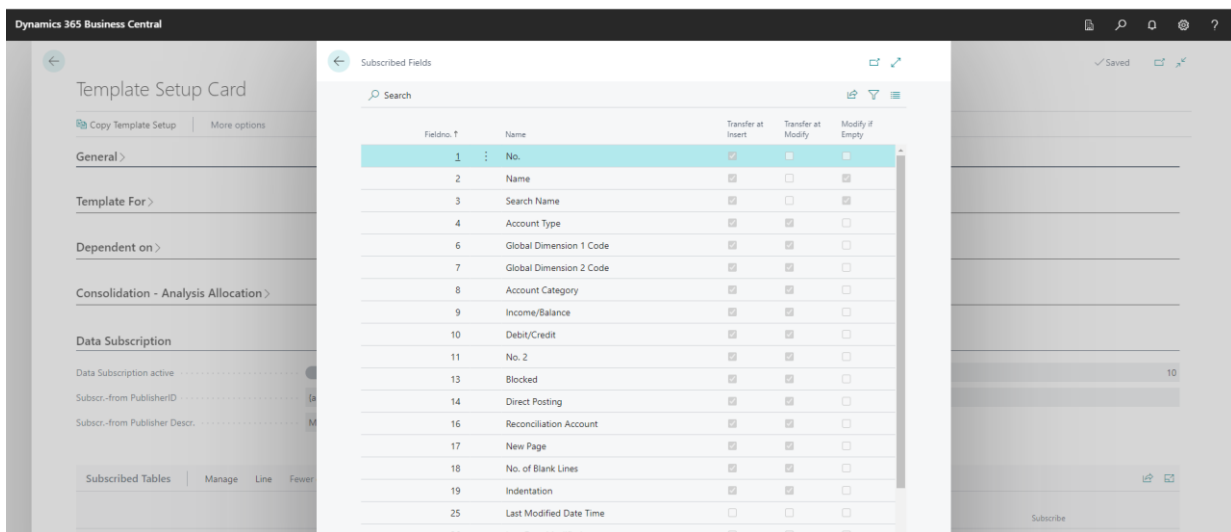 Dynamics 365 Business Central
?
Template Setup Card
Copy Template Setup
More options
General >
Template For >
Dependent on >
Consolidation - Analysis Allocation >
Data Subscription
Data Subscription active
Subscr.-from PublisherID
Subscr.-from Publisher Descr.
M
10
Subscribed Tables
Manage
Line
Fewer
Subscribe
Saved
Subscribed Fields
Search
Fieldno. ↑ Name Transfer at Insert Transfer at Modify Modify if Empty
1 No.
2 Name
3 Search Name
4 Account Type
6 Global Dimension 1 Code
7 Global Dimension 2 Code
8 Account Category
9 Income/Balance
10 Debit/Credit
11 No. 2
13 Blocked
14 Direct Posting
16 Reconciliation Account
17 New Page
18 No. of Blank Lines
19 Indentation
25 Last Modified Date Time